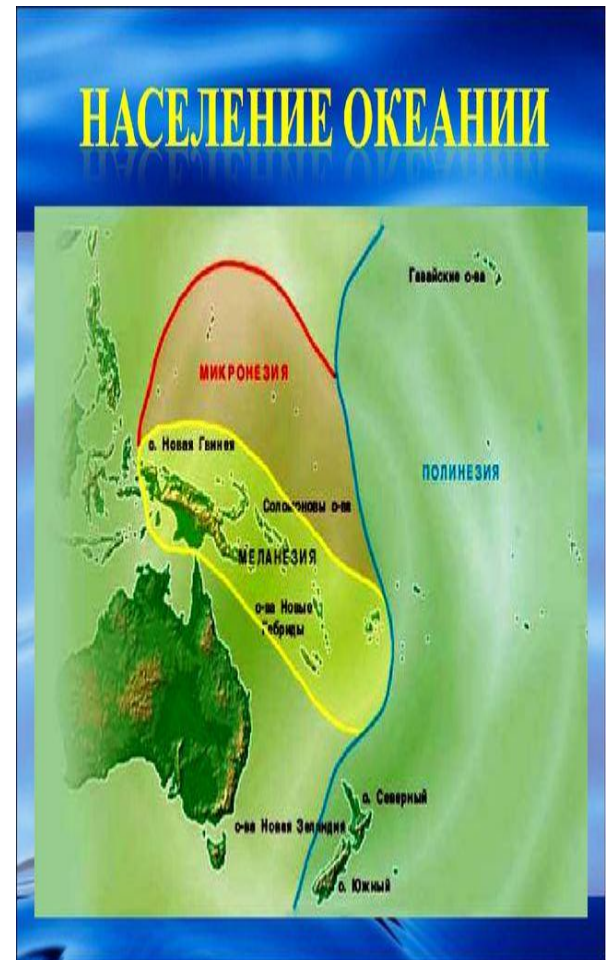 НАСЕЛЕНИЕ ОКЕАНИИ
Гавайские о-ва
МИКРОНЕЗИЯ
о. Новая Гвинея
ПОЛИНЕЗИЯ
Соломоновы о-ва
МЕЛАНЕЗИЯ
о-ва Новые
Гебриды
о. Северный
о-ва Новая Зеландия
о. Южный